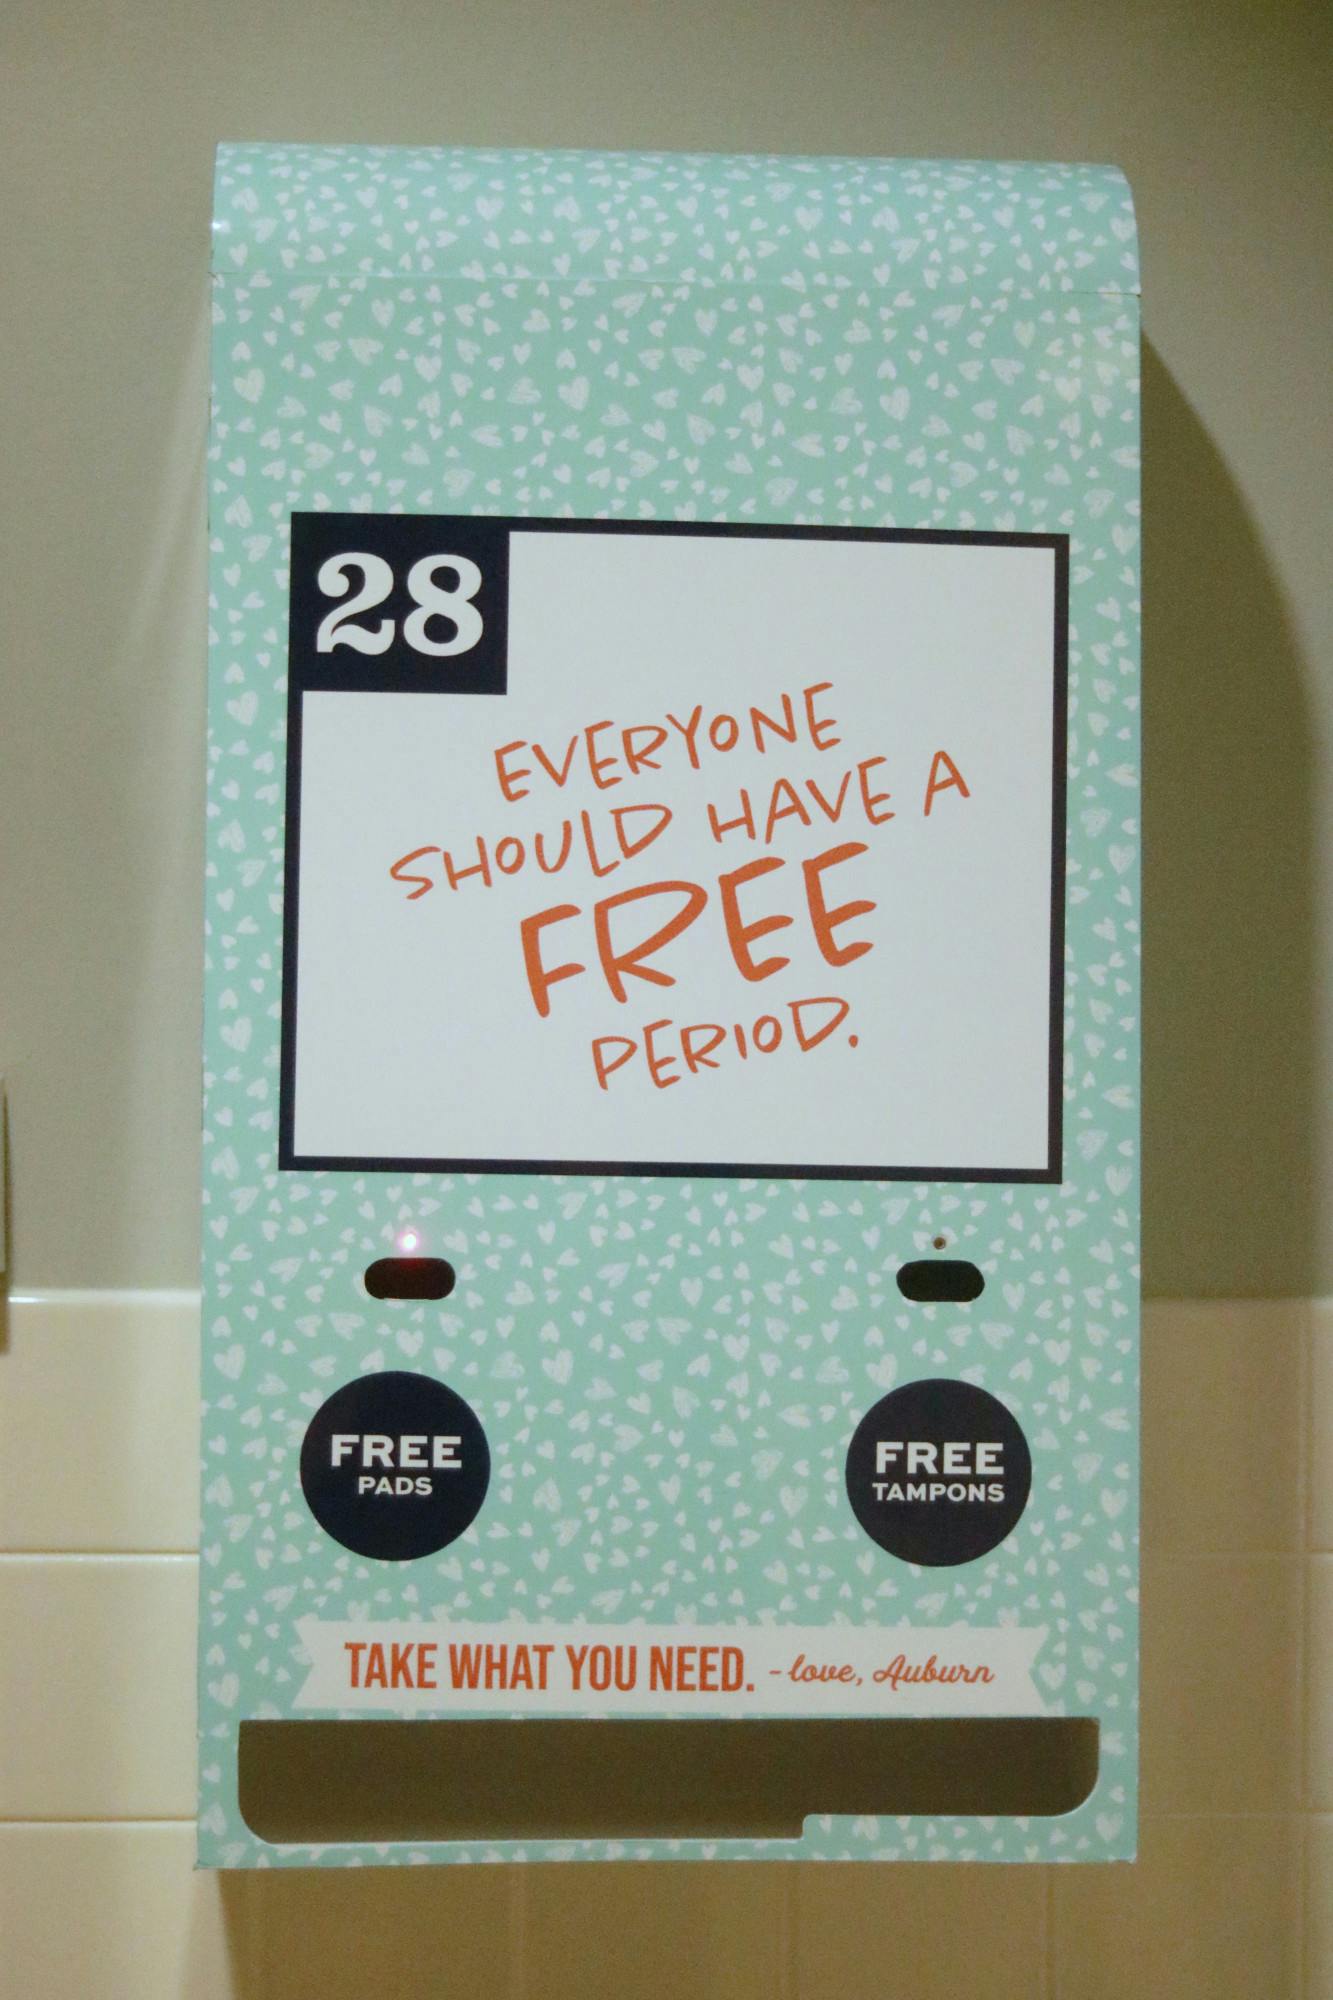 28
EVERYONE
SHOULD HAVE A
FREE
PERIOD.
FREE
PADS
FREE
TAMPONS
TAKE WHAT YOU NEED. -love, Auburn